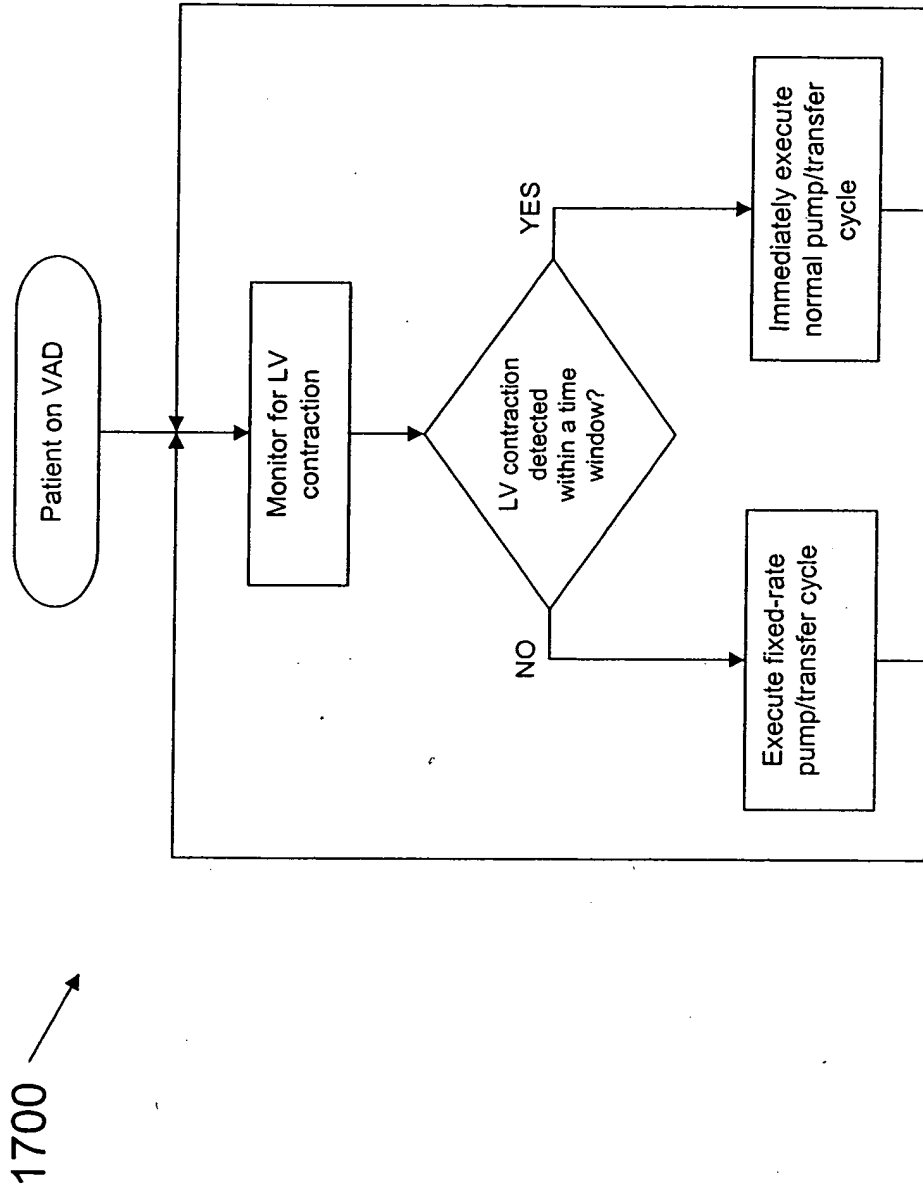 1700
Patient on VAD
Monitor for LV
contraction
LV contraction
detected
within a time
window?
NO
YES
Execute fixed-rate
pump/transfer cycle
Immediately execute
normal pump/transfer
cycle